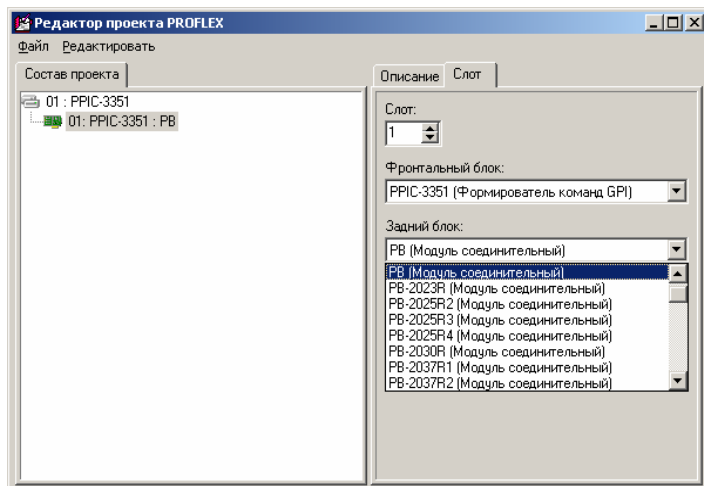 Редактор проекта PROFLEX
Файл Редактировать
Состав проекта
01 : PPIC-3351
01: PPIC-3351 : PB
Описание Слот
Слот:
1
Фронтальный блок:
PPIC-3351 (Формирователь команд GPI)
Задний блок:
PB (Модуль соединительный)
PB (Модуль соединительный)
PB-2023R (Модуль соединительный)
PB-2025R2 (Модуль соединительный)
PB-2025R3 (Модуль соединительный)
PB-2025R4 (Модуль соединительный)
PB-2030R (Модуль соединительный)
PB-2037R1 (Модуль соединительный)
PB-2037R2 (Модуль соединительный)